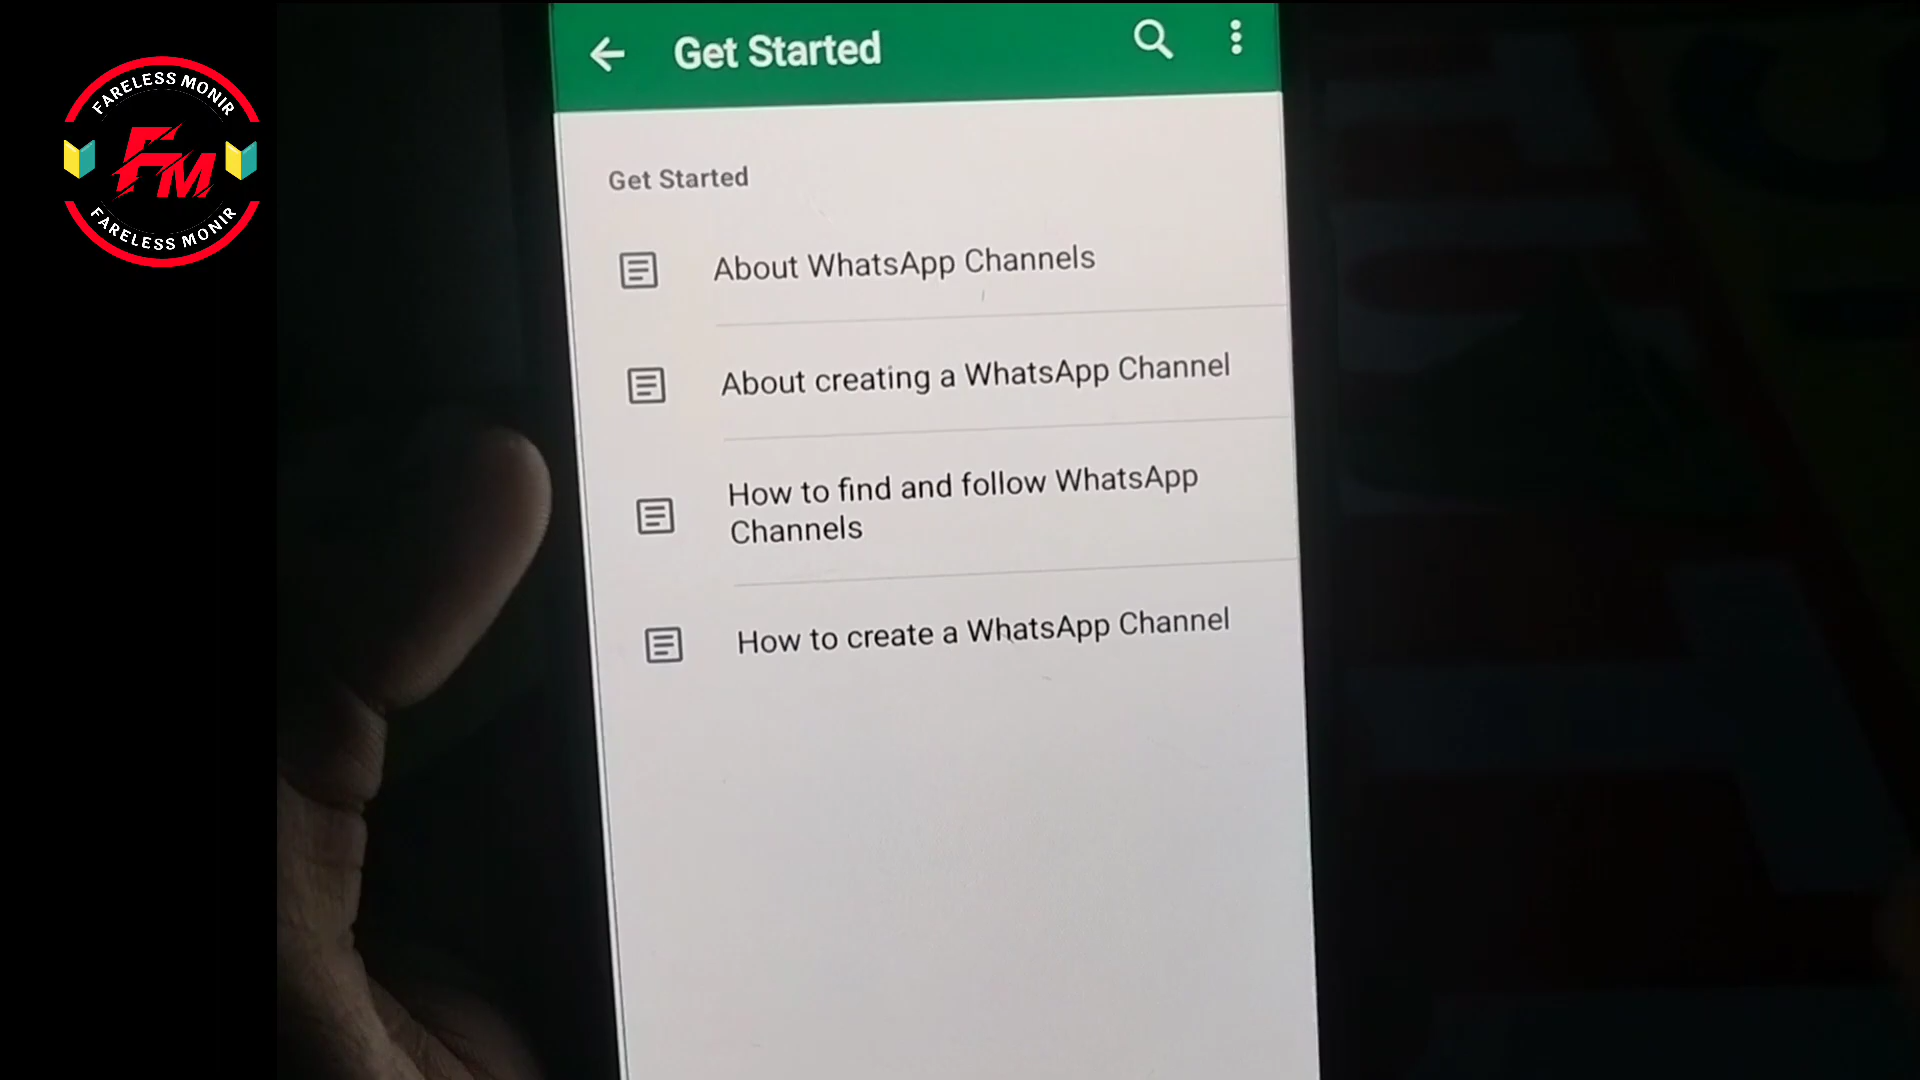 FARELESS MONIR
FM
FARELESS MONIR
Get Started
Get Started
About WhatsApp Channels
About creating a WhatsApp Channel
How to find and follow WhatsApp
Channels
How to create a WhatsApp Channel